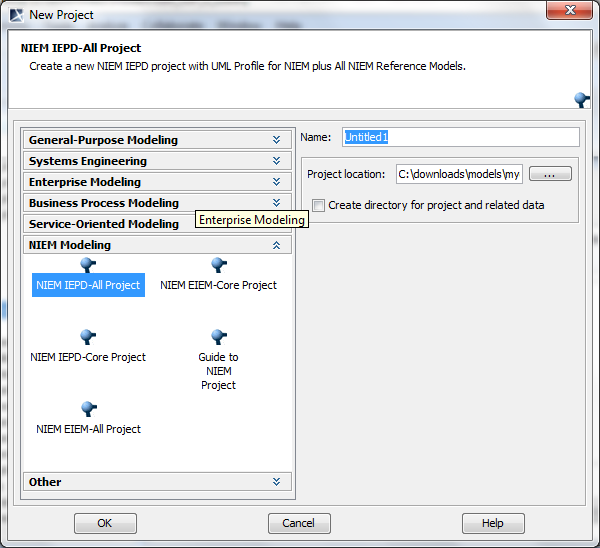 New Project
NIEM IEPD-All Project
Create a new NIEM IEPD project with UML Profile for NIEM plus All NIEM Reference Models.
General-Purpose Modeling
Systems Engineering
Enterprise Modeling
Business Process Modeling
Service-Oriented Modeling
Enterprise Modeling
NIEM Modeling
NIEM IEPD-All Project
NIEM EIEM-Core Project
NIEM IEPD-Core Project
Guide to
NIEM
Project
NIEM EIEM-All Project
Other
Name: Untitled1
Project location: C:\downloads\models\my ...
Create directory for project and related data
OK
Cancel
Help